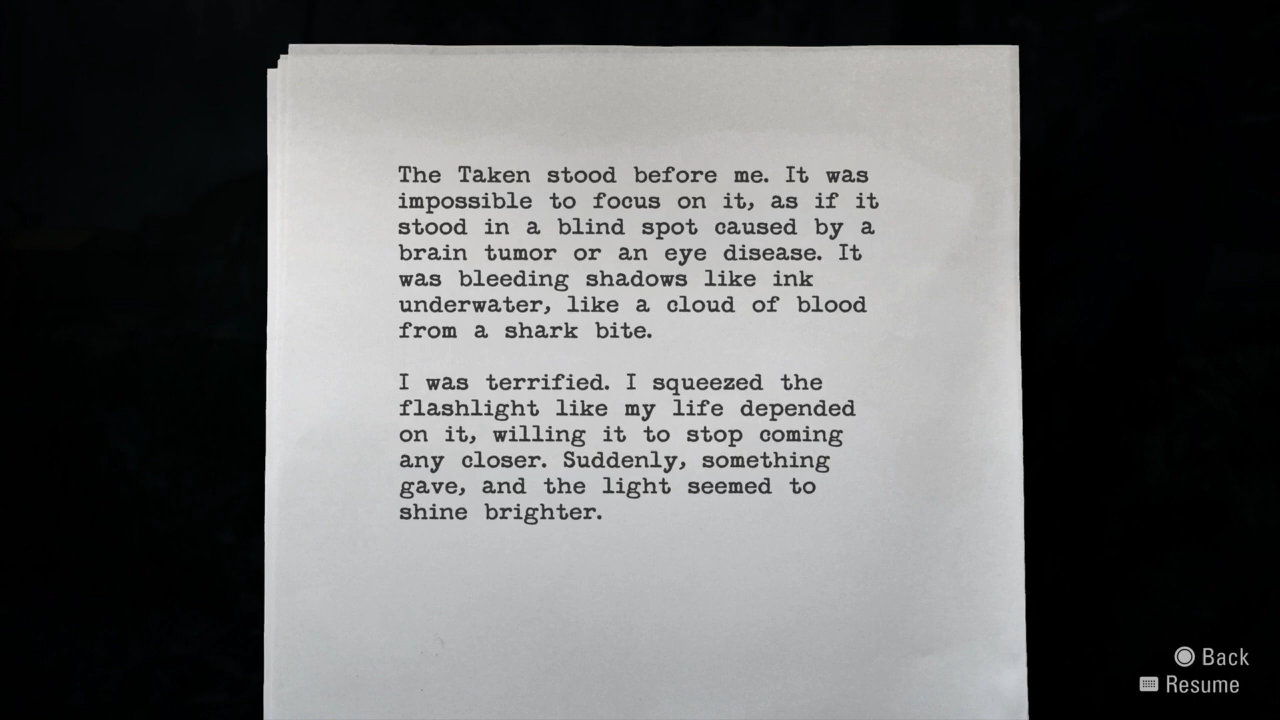 The Taken stood before me. It was
impossible to focus on it, as if it
stood in a blind spot caused by a
brain tumor or an eye disease. It
was bleeding shadows like ink
underwater, like a cloud of blood
from a shark bite.
I was terrified. I squeezed the
flashlight like my life depended
on it, willing it to stop coming
any closer. Suddenly, something
gave, and the light seemed to
shine brighter.
Back
Resume